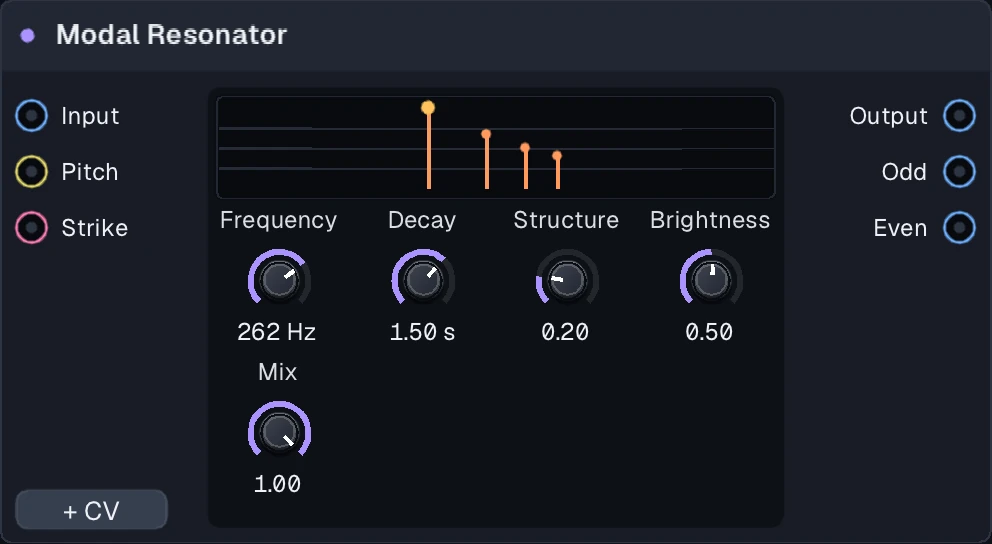 Modal Resonator
Input
Pitch
Strike
Output
Odd
Even
Frequency Decay Structure Brightness
262 Hz 1.50 s 0.20 0.50
Mix
1.00
+ CV